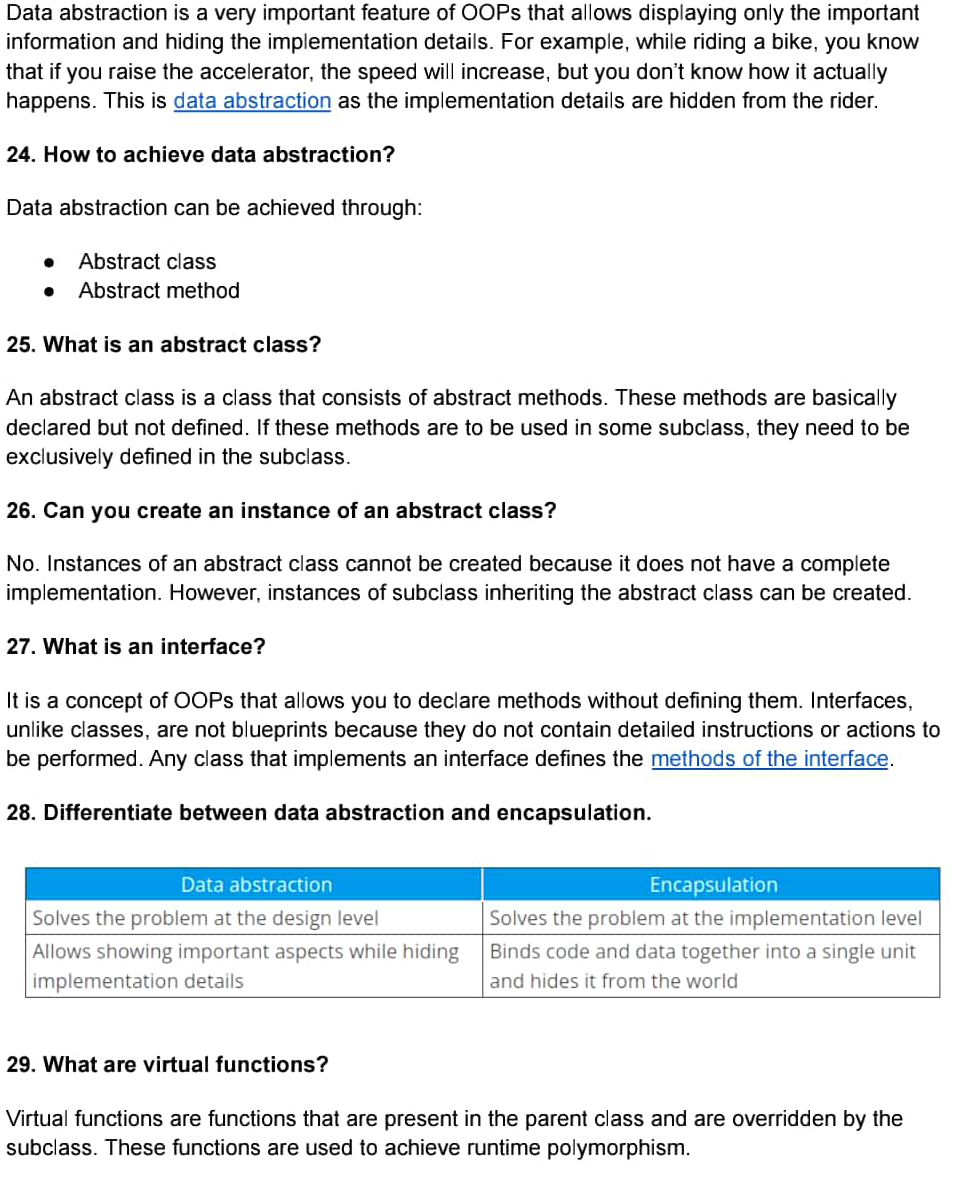 Data abstraction is a very important feature of OOPs that allows displaying only the important
information and hiding the implementation details. For example, while riding a bike, you know
that if you raise the accelerator, the speed will increase, but you don’t know how it actually
happens. This is data abstraction as the implementation details are hidden from the rider.
24. How to achieve data abstraction?
Data abstraction can be achieved through:
● Abstract class
● Abstract method
25. What is an abstract class?
An abstract class is a class that consists of abstract methods. These methods are basically
declared but not defined. If these methods are to be used in some subclass, they need to be
exclusively defined in the subclass.
26. Can you create an instance of an abstract class?
No. Instances of an abstract class cannot be created because it does not have a complete
implementation. However, instances of subclass inheriting the abstract class can be created.
27. What is an interface?
It is a concept of OOPs that allows you to declare methods without defining them. Interfaces,
unlike classes, are not blueprints because they do not contain detailed instructions or actions to
be performed. Any class that implements an interface defines the methods of the interface.
28. Differentiate between data abstraction and encapsulation.
Data abstraction Encapsulation
Solves the problem at the design level Solves the problem at the implementation level
Allows showing important aspects while hiding Binds code and data together into a single unit
implementation details and hides it from the world
29. What are virtual functions?
Virtual functions are functions that are present in the parent class and are overridden by the
subclass. These functions are used to achieve runtime polymorphism.